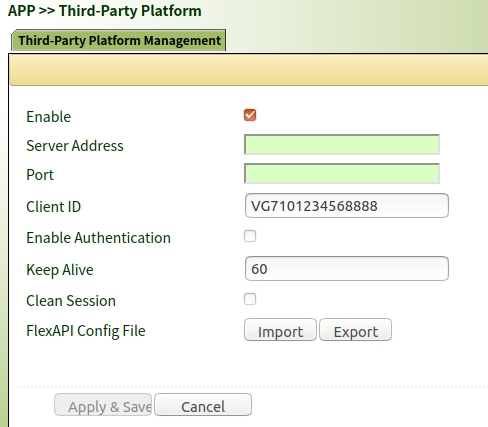 APP >> Third-Party Platform
Third-Party Platform Management
Enable
Server Address
Port
Client ID VG7101234568888
Enable Authentication
Keep Alive 60
Clean Session
FlexAPI Config File Import Export
Apply & Save Cancel